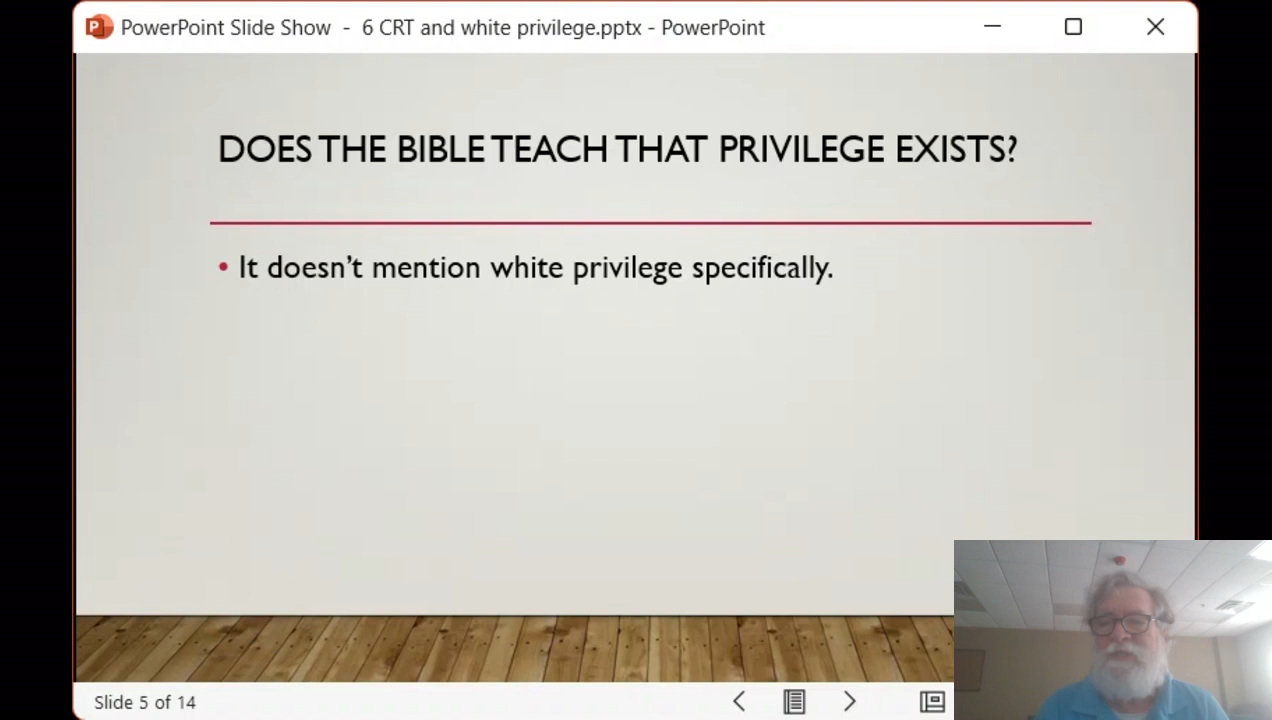 P PowerPoint Slide Show - 6 CRT and white privilege.pptx - PowerPoint
DOES THE BIBLE TEACH THAT PRIVILEGE EXISTS?
• It doesn’t mention white privilege specifically.
Slide 5 of 14